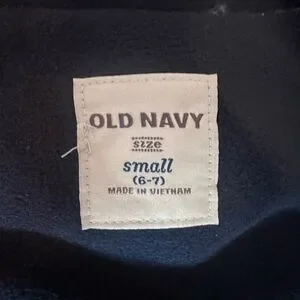 OLD NAVY
size
small
(6-7)
MADE IN VIETNAM